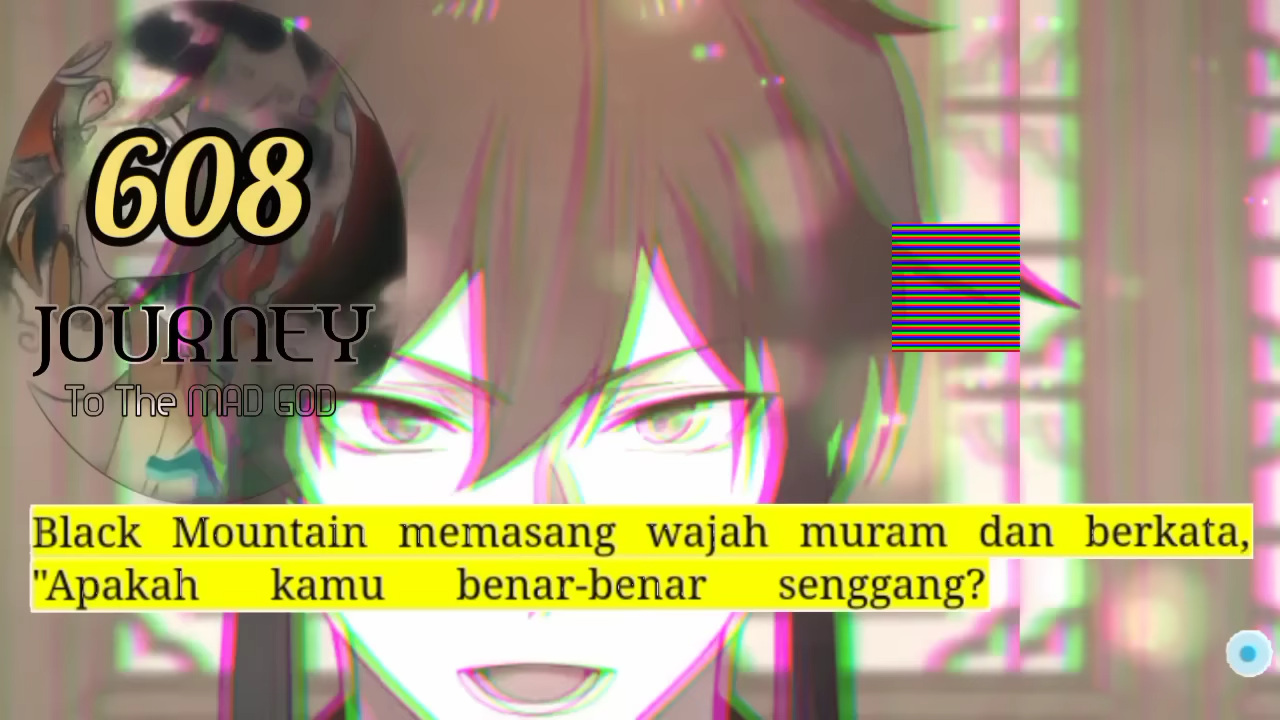 608
JOURNEY
To The MAD GOD
Black Mountain memasang wajah muram dan berkata,
"Apakah kamu benar-benar senggang?